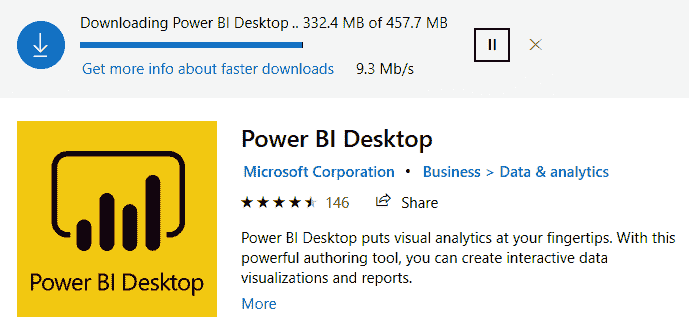 Downloading Power BI Desktop .. 332.4 MB of 457.7 MB
Get more info about faster downloads 9.3 Mb/s
Power BI Desktop
Power BI Desktop
Microsoft Corporation • Business > Data & analytics
146 Share
Power BI Desktop puts visual analytics at your fingertips. With this
powerful authoring tool, you can create interactive data
visualizations and reports.
More